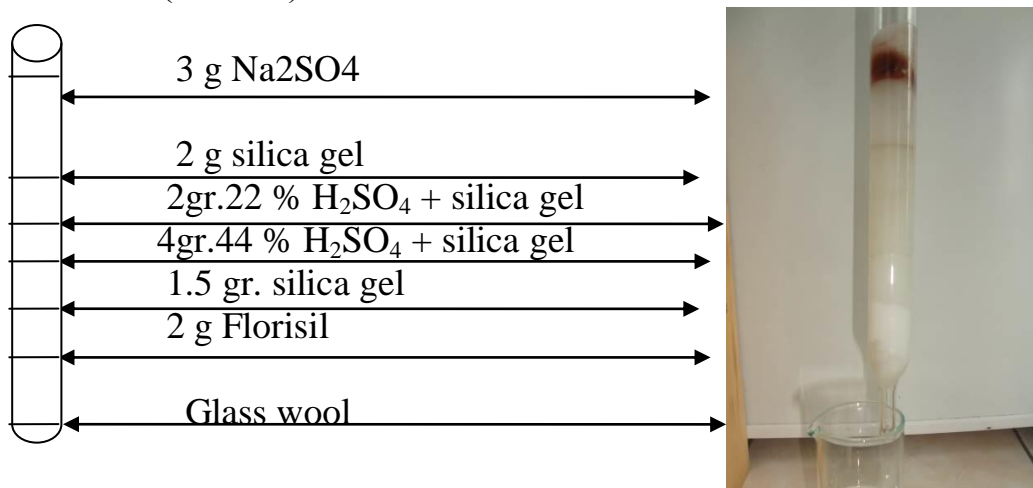 3 g Na2SO4
2 g silica gel
2gr.22 % H₂SO₄ + silica gel
4gr.44 % H₂SO₄ + silica gel
1.5 gr. silica gel
2 g Florisil
Glass wool